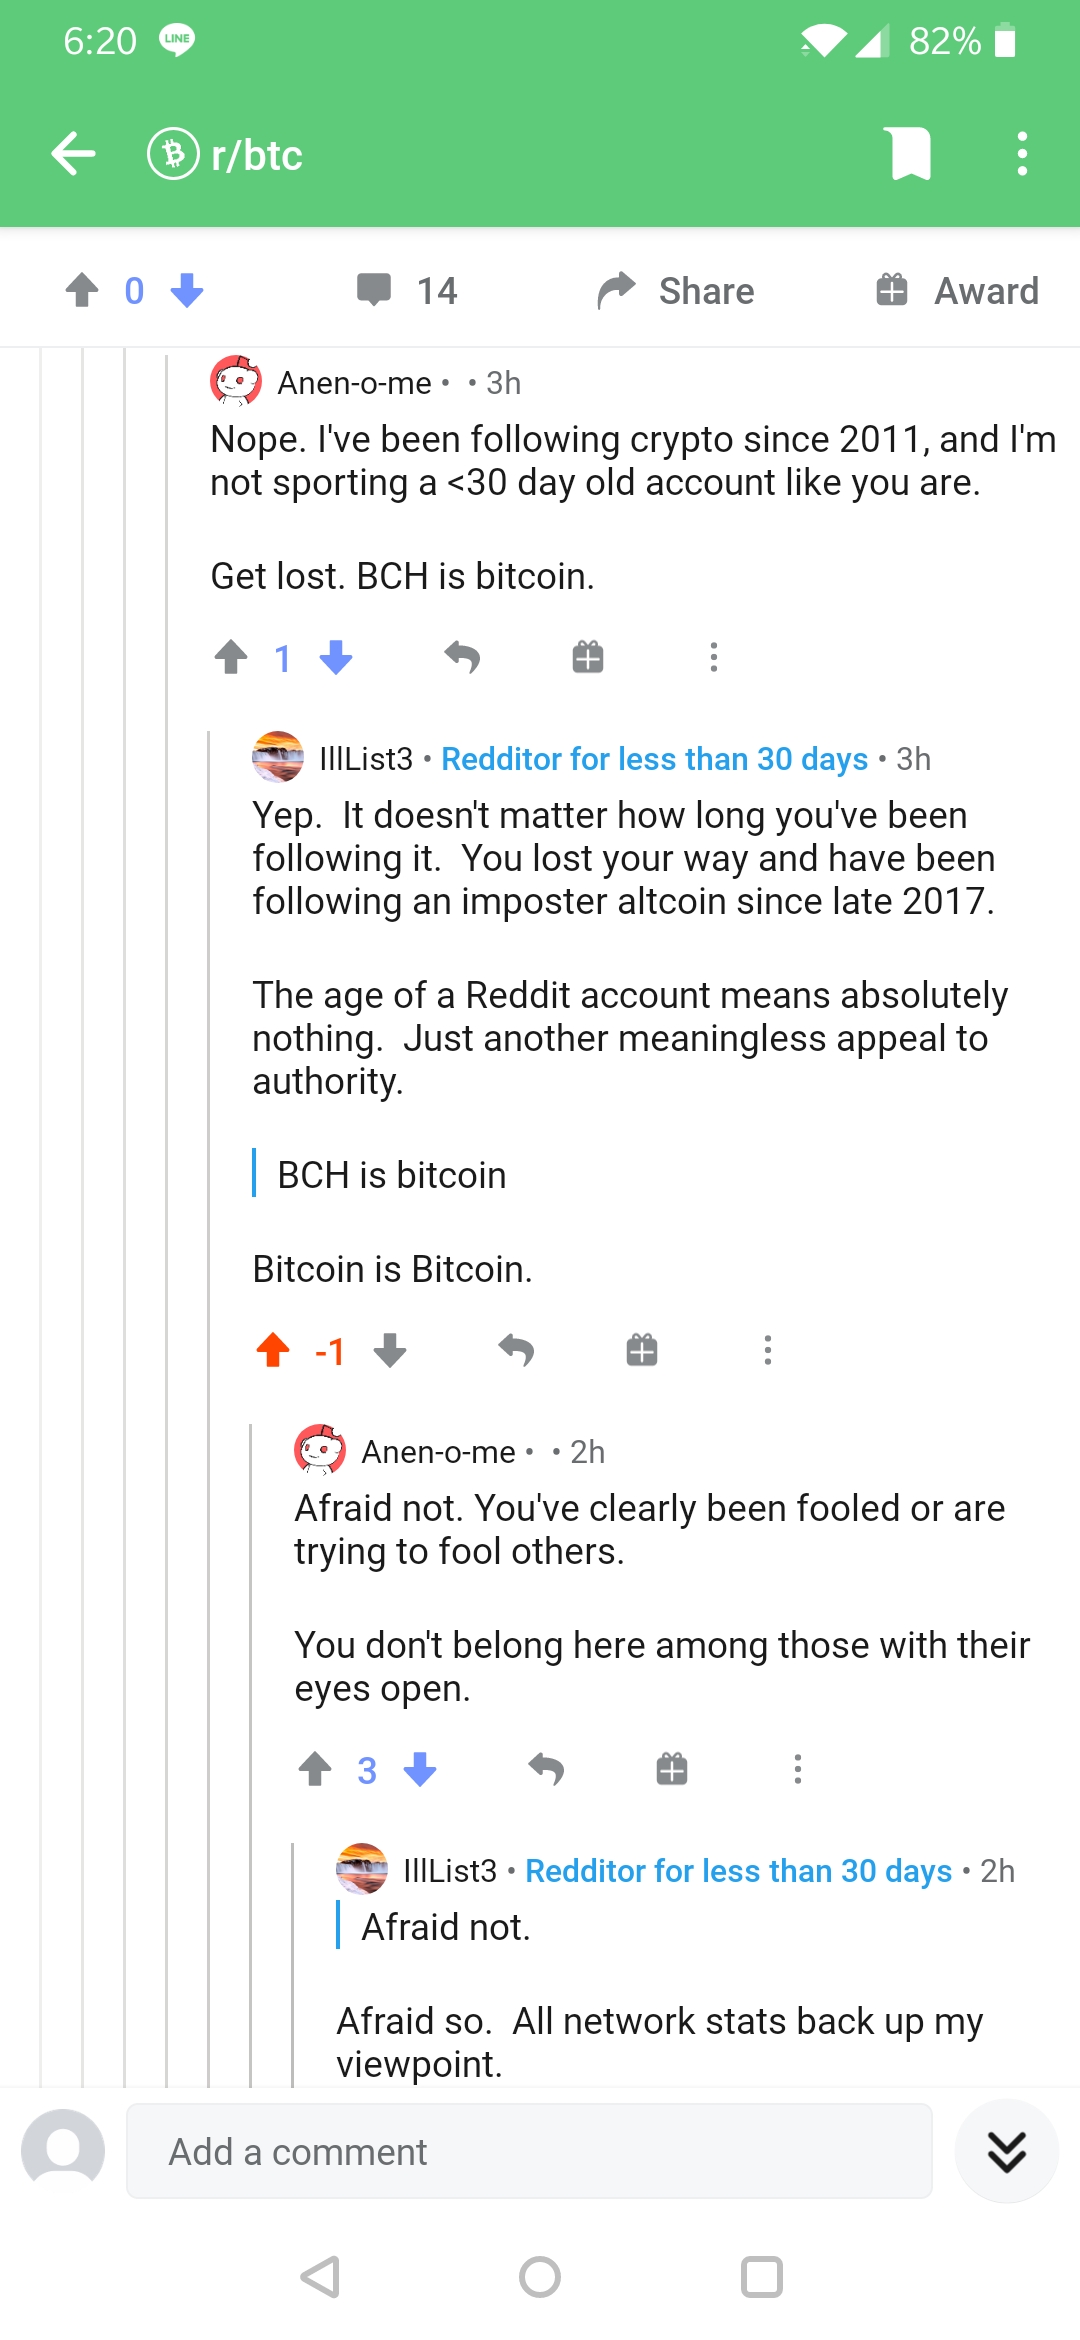 6:20 LINE 82%
r/btc
0 14 Share Award
Anen-o-me • • 3h
Nope. I've been following crypto since 2011, and I'm
not sporting a <30 day old account like you are.
Get lost. BCH is bitcoin.
1
IllList3 • Redditor for less than 30 days • 3h
Yep.  It doesn't matter how long you've been
following it.  You lost your way and have been
following an imposter altcoin since late 2017.
The age of a Reddit account means absolutely
nothing.  Just another meaningless appeal to
authority.
BCH is bitcoin
Bitcoin is Bitcoin.
-1
Anen-o-me • • 2h
Afraid not. You've clearly been fooled or are
trying to fool others.
You don't belong here among those with their
eyes open.
3
IllList3 • Redditor for less than 30 days • 2h
Afraid not.
Afraid so.  All network stats back up my
viewpoint.
Add a comment